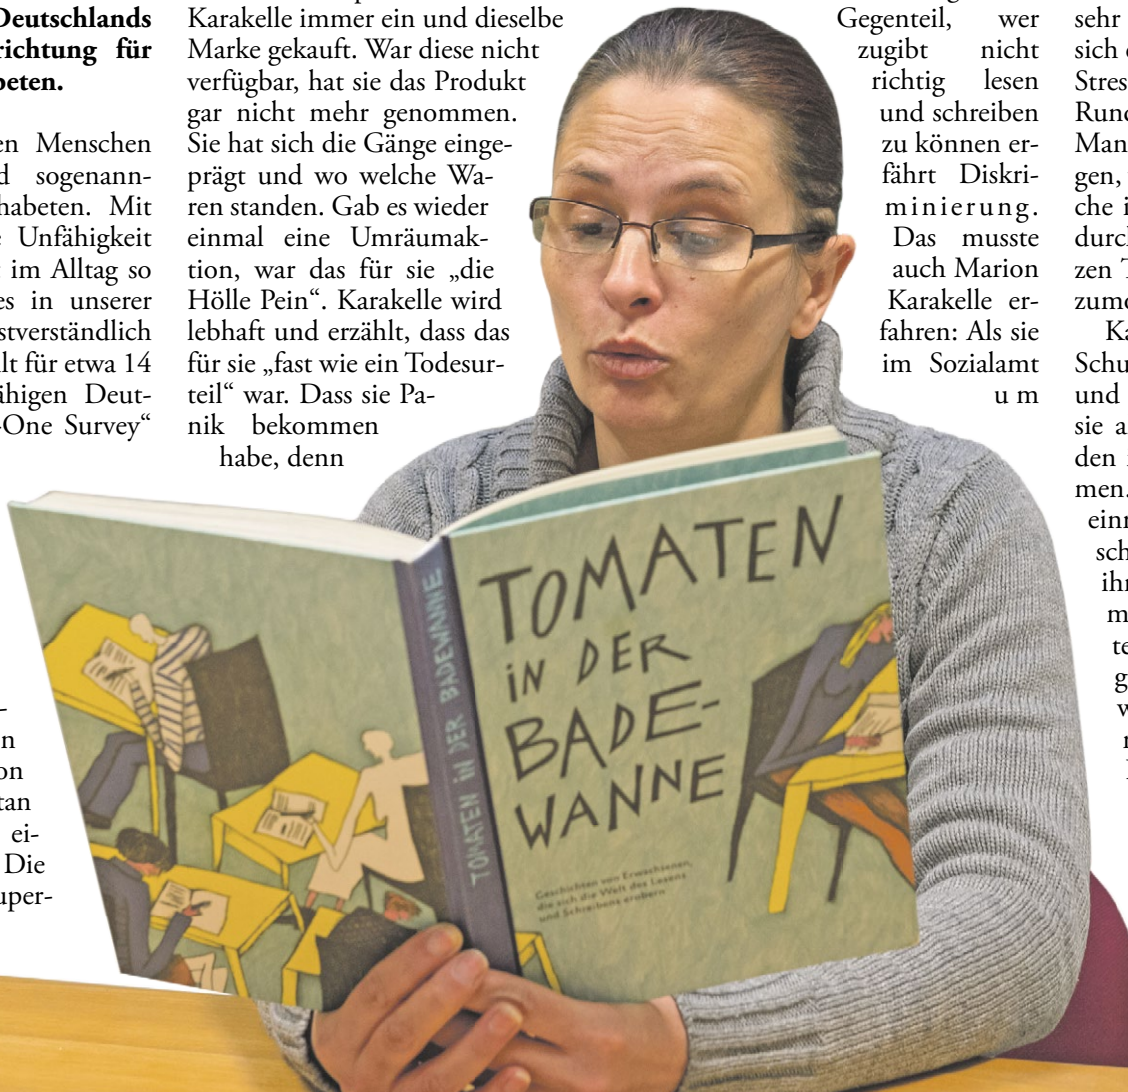 Deutschlands
richtung für
beten.
en Menschen
d sogenann-
habeten. Mit
e Unfähigkeit
im Alltag so
es in unserer
stverständlich
lt für etwa 14
ähigen Deut-
-One Survey“
-
n
on
tan
ei-
Die
uper-
Karakelle immer ein und dieselbe
Marke gekauft. War diese nicht
verfügbar, hat sie das Produkt
gar nicht mehr genommen.
Sie hat sich die Gänge einge-
prägt und wo welche Wa-
ren standen. Gab es wieder
einmal eine Umräumak-
tion, war das für sie „die
Hölle Pein“. Karakelle wird
lebhaft und erzählt, dass das
für sie „fast wie ein Todesur-
teil“ war. Dass sie Pa-
nik bekommen
habe, denn
TOMATEN IN DER BADEWANNE
TOMATEN
IN DER
BADE-
WANNE
Geschichten von Erwachsenen,
die sich die Welt des Lesens
und Schreibens erobern
Gegenteil, wer
zugibt nicht
richtig lesen
und schreiben
zu können er-
fährt Diskri-
minierung.
Das musste
auch Marion
Karakelle er-
fahren: Als sie
im Sozialamt
um
sehr
sich
Stres
Rund
Man
gen,
che i
durch
zen T
zumo
Ka
Schu
und
sie a
den
men.
einn
sch
ihr
m
te
g
w